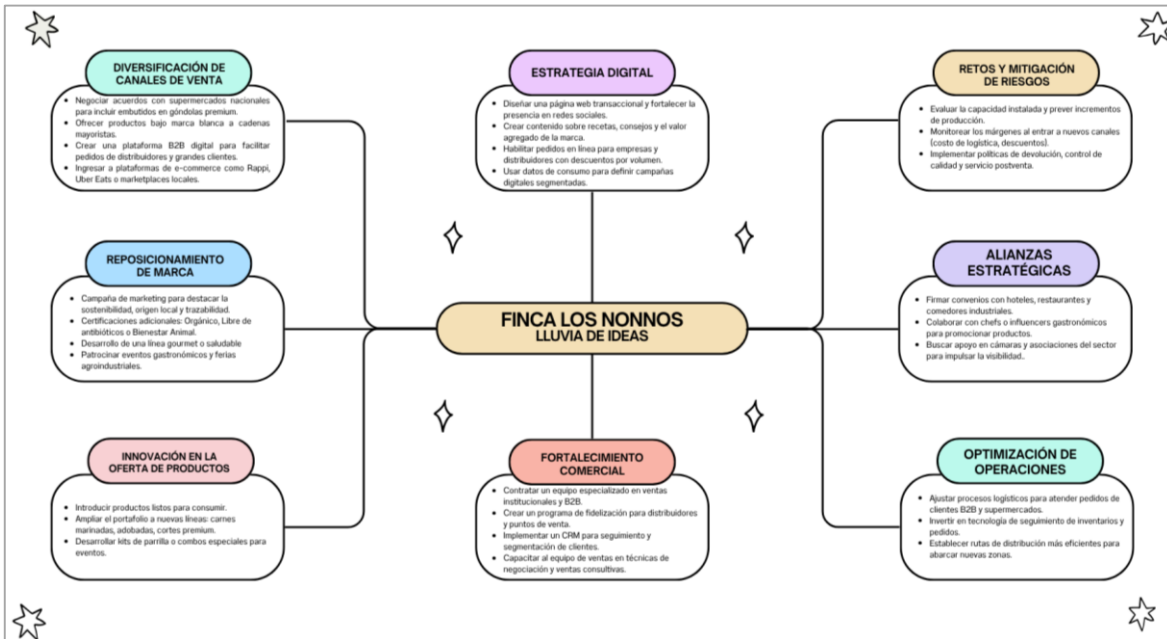 DIVERSIFICACIÓN DE
CANALES DE VENTA
• Negociar acuerdos con supermercados nacionales
para incluir embutidos en góndolas premium.
• Ofrecer productos bajo marca blanca a cadenas
mayoristas.
• Crear una plataforma B2B digital para facilitar
pedidos de distribuidores y grandes clientes.
• Ingresar a plataformas de e-commerce como Rappi,
Uber Eats o marketplaces locales.
ESTRATEGIA DIGITAL
• Diseñar una página web transaccional y fortalecer la
presencia en redes sociales.
• Crear contenido sobre recetas, consejos y el valor
agregado de la marca.
• Habilitar pedidos en línea para empresas y
distribuidores con descuentos por volumen.
• Usar datos de consumo para definir campañas
digitales segmentadas.
RETOS Y MITIGACIÓN
DE RIESGOS
• Evaluar la capacidad instalada y prever incrementos
de producción.
• Monitorear los márgenes al entrar a nuevos canales
(costo de logística, descuentos).
• Implementar políticas de devolución, control de
calidad y servicio postventa.
REPOSICIONAMIENTO
DE MARCA
• Campaña de marketing para destacar la
sostenibilidad, origen local y trazabilidad.
• Certificaciones adicionales: Orgánico, Libre de
antibióticos o Bienestar Animal.
• Desarrollo de una línea gourmet o saludable
• Patrocinar eventos gastronómicos y ferias
agroindustriales.
FINCA LOS NONNOS
LLUVIA DE IDEAS
ALIANZAS
ESTRATÉGICAS
• Firmar convenios con hoteles, restaurantes y
comedores industriales.
• Colaborar con chefs o influencers gastronómicos
para promocionar productos.
• Buscar apoyo en cámaras y asociaciones del sector
para impulsar la visibilidad..
INNOVACIÓN EN LA
OFERTA DE PRODUCTOS
• Introducir productos listos para consumir.
• Ampliar el portafolio a nuevas líneas: carnes
marinadas, adobadas, cortes premium.
• Desarrollar kits de parrilla o combos especiales para
eventos.
FORTALECIMIENTO
COMERCIAL
• Contratar un equipo especializado en ventas
institucionales y B2B.
• Crear un programa de fidelización para distribuidores
y puntos de venta.
• Implementar un CRM para seguimiento y
segmentación de clientes.
• Capacitar al equipo de ventas en técnicas de
negociación y ventas consultivas.
OPTIMIZACIÓN DE
OPERACIONES
• Ajustar procesos logísticos para atender pedidos de
clientes B2B y supermercados.
• Invertir en tecnología de seguimiento de inventarios y
pedidos.
• Establecer rutas de distribución más eficientes para
abarcar nuevas zonas.